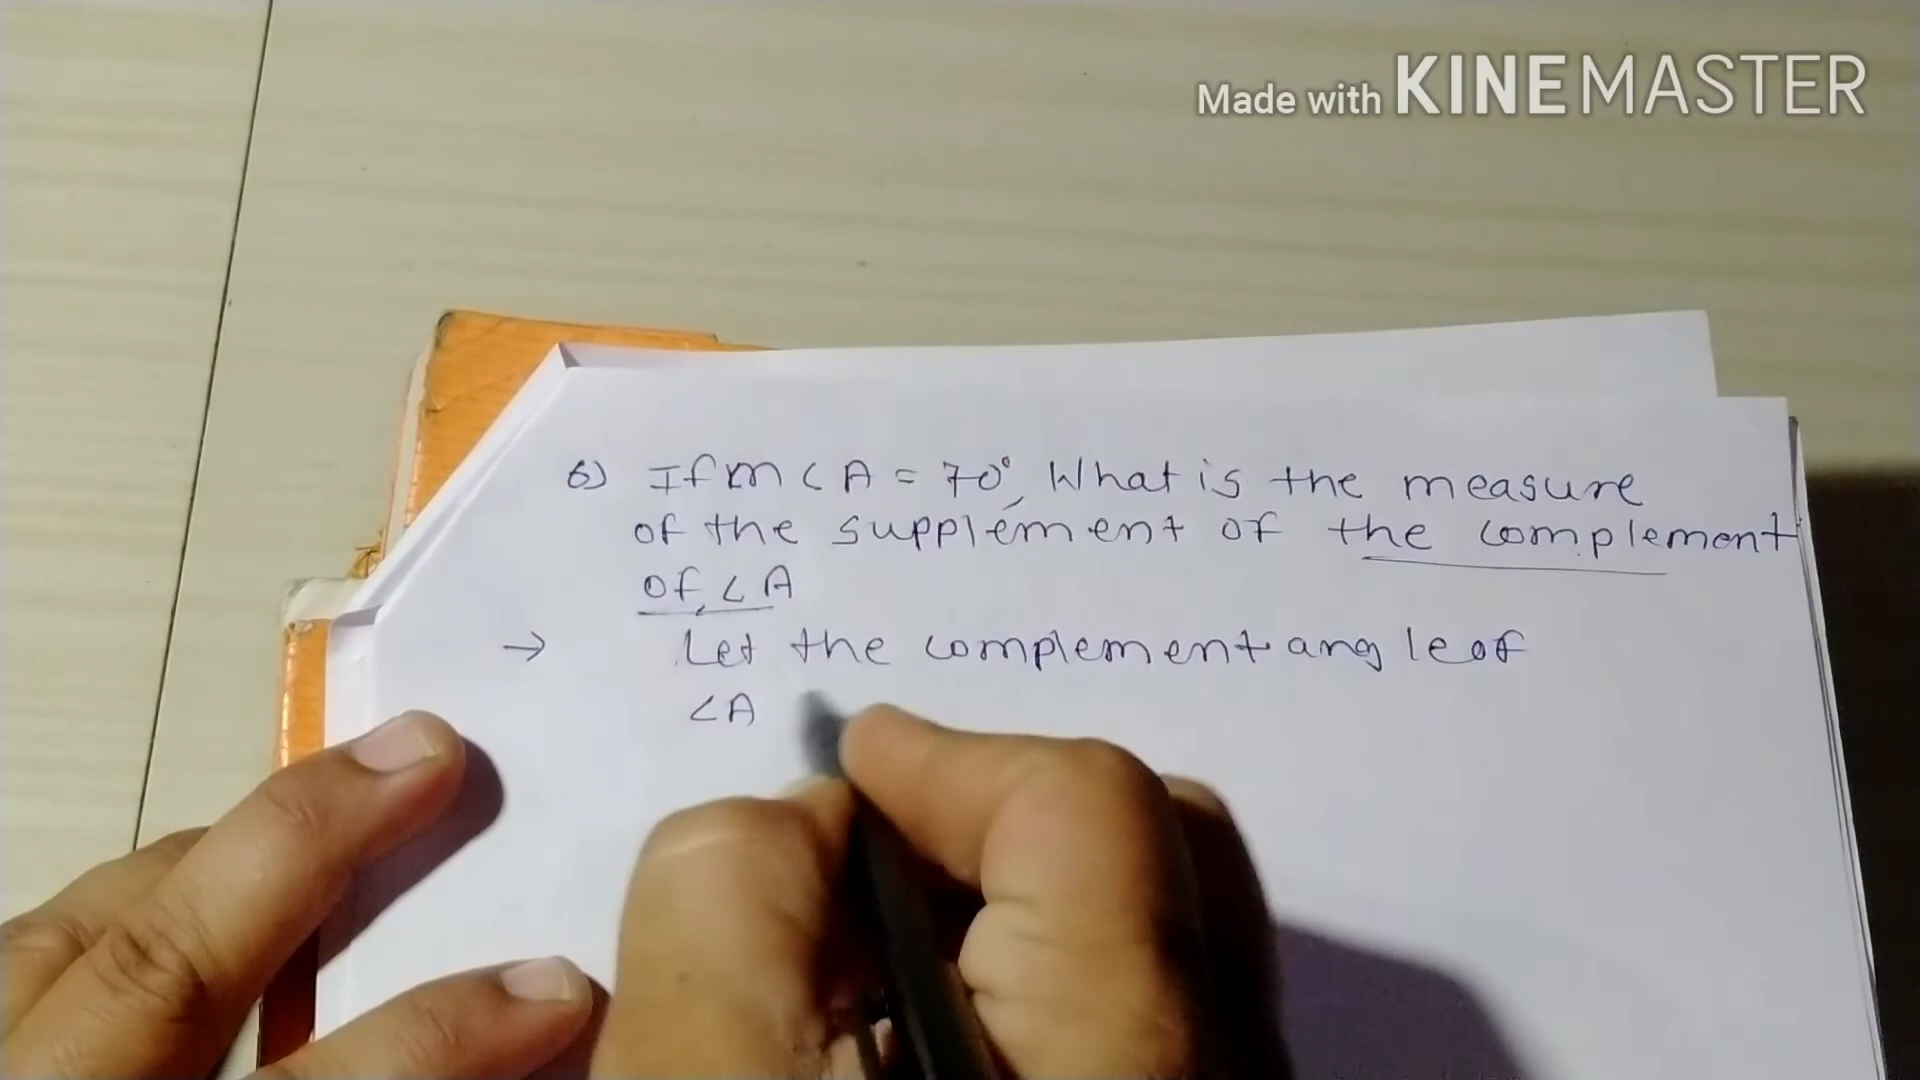 Made with KINEMASTER
6) If m < A = 70°, What is the measure
of the supplement of the complement
of < A
→ Let the complement angle of
< A